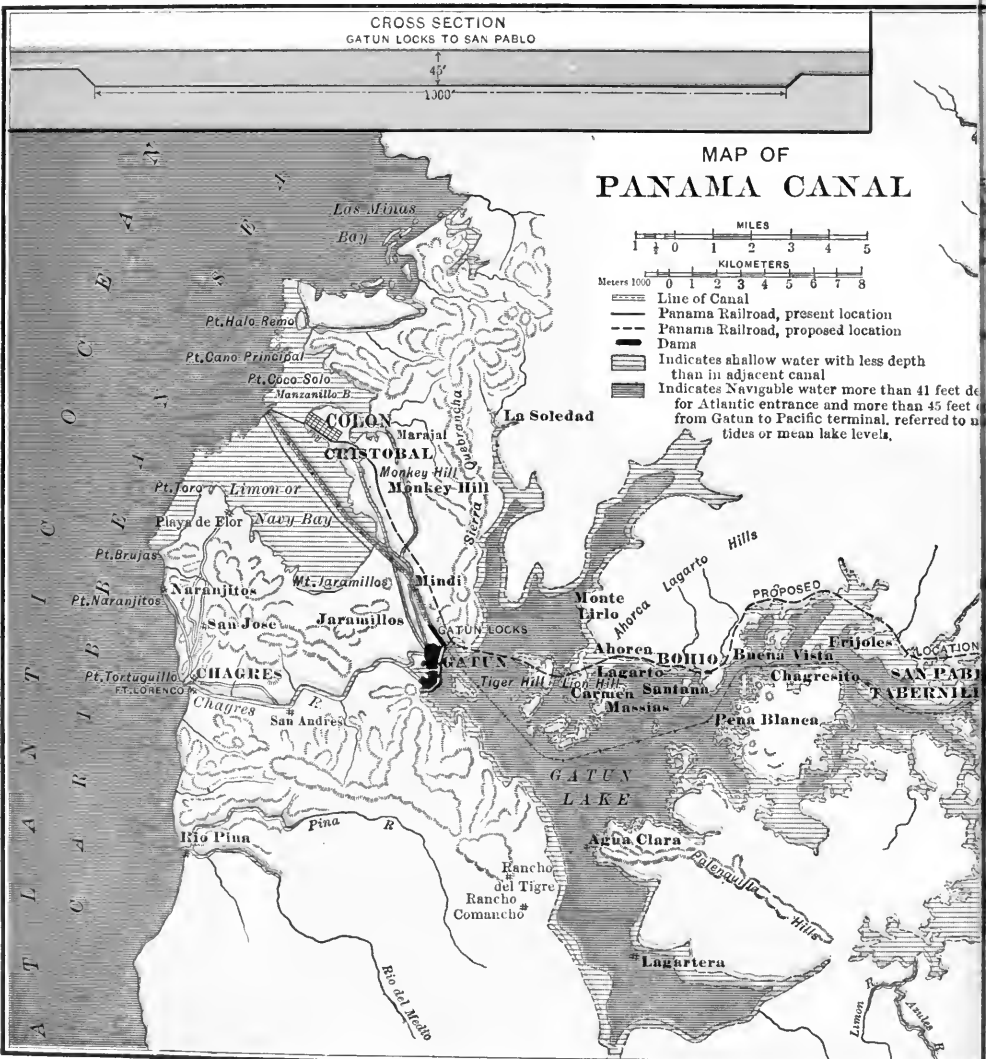 CROSS SECTION
GATUN LOCKS TO SAN PABLO
45'
1000'
MAP OF
PANAMA CANAL
MILES
1 ½ 0 1 2 3 4 5
KILOMETERS
Meters 1000 0 1 2 3 4 5 6 7 8
Line of Canal
Panama Railroad, present location
Panama Railroad, proposed location
Dams
Indicates shallow water with less depth
than in adjacent canal
Indicates Navigable water more than 41 feet de
for Atlantic entrance and more than 45 feet
from Gatun to Pacific terminal, referred to
tides or mean lake levels.
ATLANTIC OCEAN
CARIBBEAN SEA
Las Minas
Bay
Pt. Halo Remo
Pt. Cano Principal
Pt. Coco Solo
Manzanillo B.
COLON
Marajal
CRISTOBAL
Monkey Hill
Monkey Hill
Quebrancha
Sierra
La Soledad
Pt. Toro
Limon or
Navy Bay
Playa de Flor
Pt. Brujas
Mt. Jaramillos
Mindi
Naranjitos
Pt. Naranjitos
San Jose
Jaramillos
GATUN LOCKS
GATUN
Pt. Tortuguillo
CHAGRES
FT. LORENCO
Chagres R.
San Andres
Monte
Lirio
Ahorca Lagarto Hills
PROPOSED
LOCATION
Ahorca
BOHIO
Buena Vista
Frijoles
Tiger Hill
Lion Hill
Lagarto
Carmen
Santana
Massias
Chagresito
SAN PABL
TABERNILL
Pena Blanca
GATUN
LAKE
Rio Pina
Pina R
Agua Clara
Palenquilla Hills
Rancho
del Tigre
Rancho
Comancho
Lagartera
Rio del Medio
Limon R
Azules R